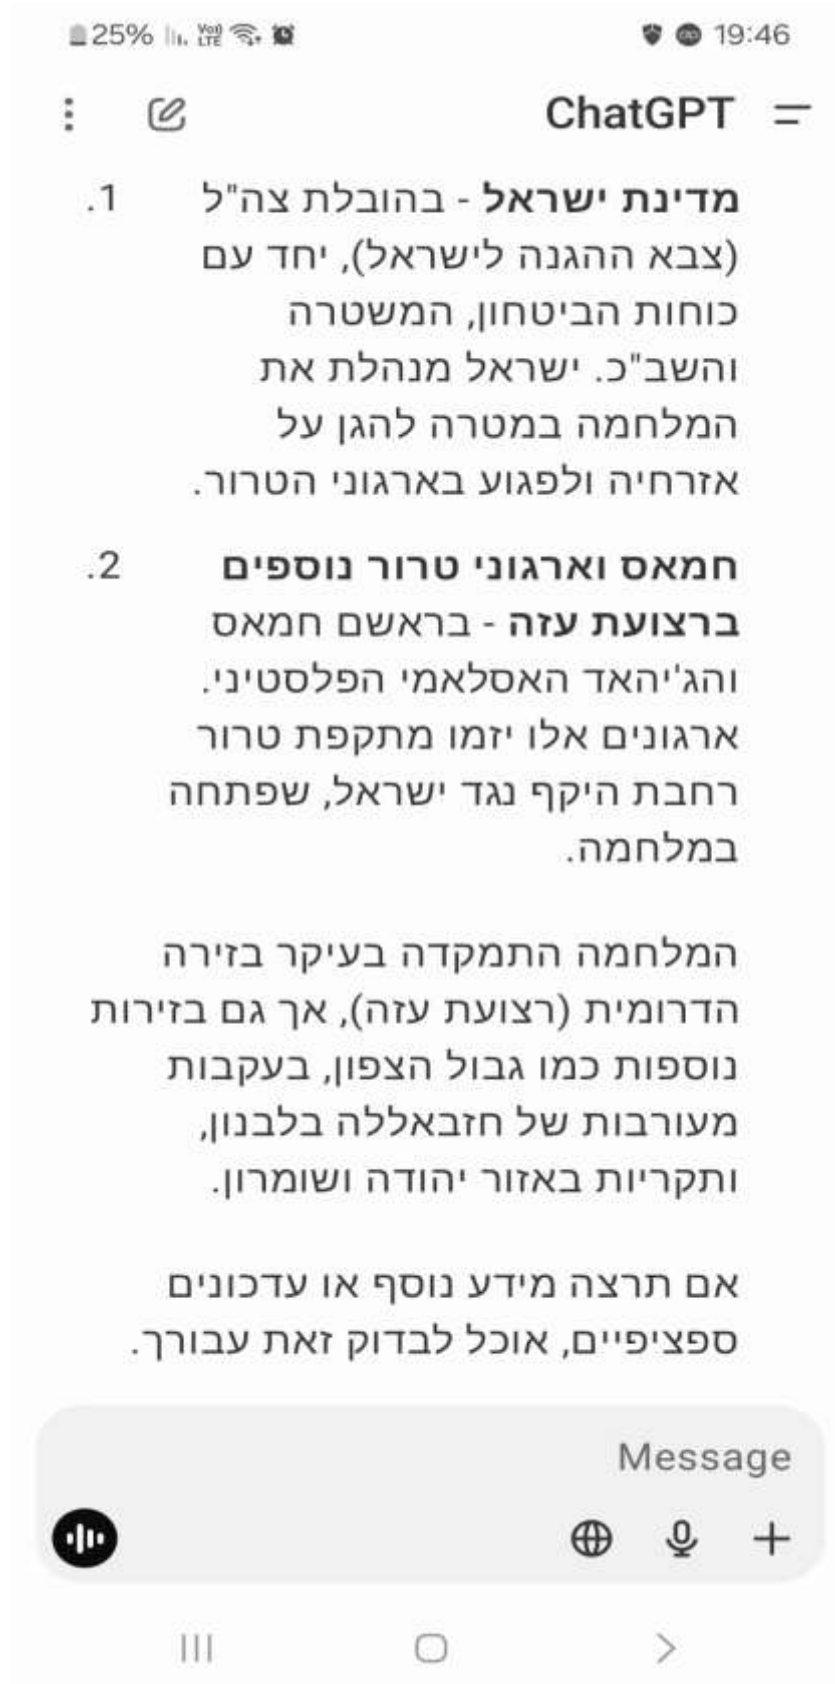 25% Vo) LTE 19:46
ChatGPT
1. מדינת ישראל - בהובלת צה"ל
(צבא ההגנה לישראל), יחד עם
כוחות הביטחון, המשטרה
והשב"כ. ישראל מנהלת את
המלחמה במטרה להגן על
אזרחיה ולפגוע בארגוני הטרור.
2. חמאס וארגוני טרור נוספים
ברצועת עזה - בראשם חמאס
והג'יהאד האסלאמי הפלסטיני.
ארגונים אלו יזמו מתקפת טרור
רחבת היקף נגד ישראל, שפתחה
במלחמה.
המלחמה התמקדה בעיקר בזירה
הדרומית (רצועת עזה), אך גם בזירות
נוספות כמו גבול הצפון, בעקבות
מעורבות של חזבאללה בלבנון,
ותקריות באזור יהודה ושומרון.
אם תרצה מידע נוסף או עדכונים
ספציפיים, אוכל לבדוק זאת עבורך.
Message